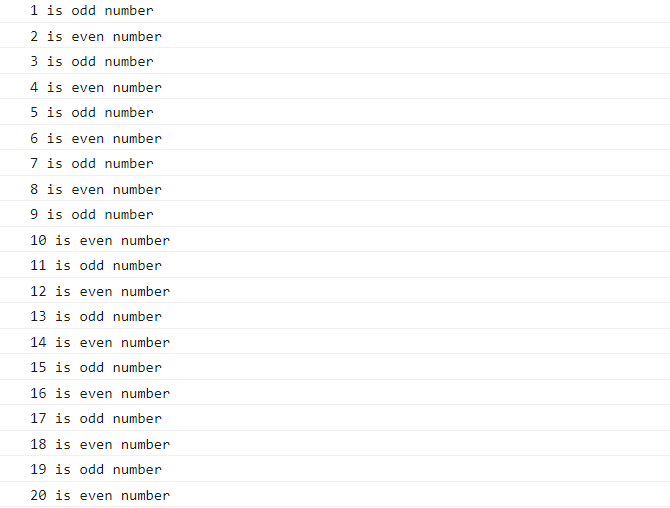 1 is odd number
2 is even number
3 is odd number
4 is even number
5 is odd number
6 is even number
7 is odd number
8 is even number
9 is odd number
10 is even number
11 is odd number
12 is even number
13 is odd number
14 is even number
15 is odd number
16 is even number
17 is odd number
18 is even number
19 is odd number
20 is even number